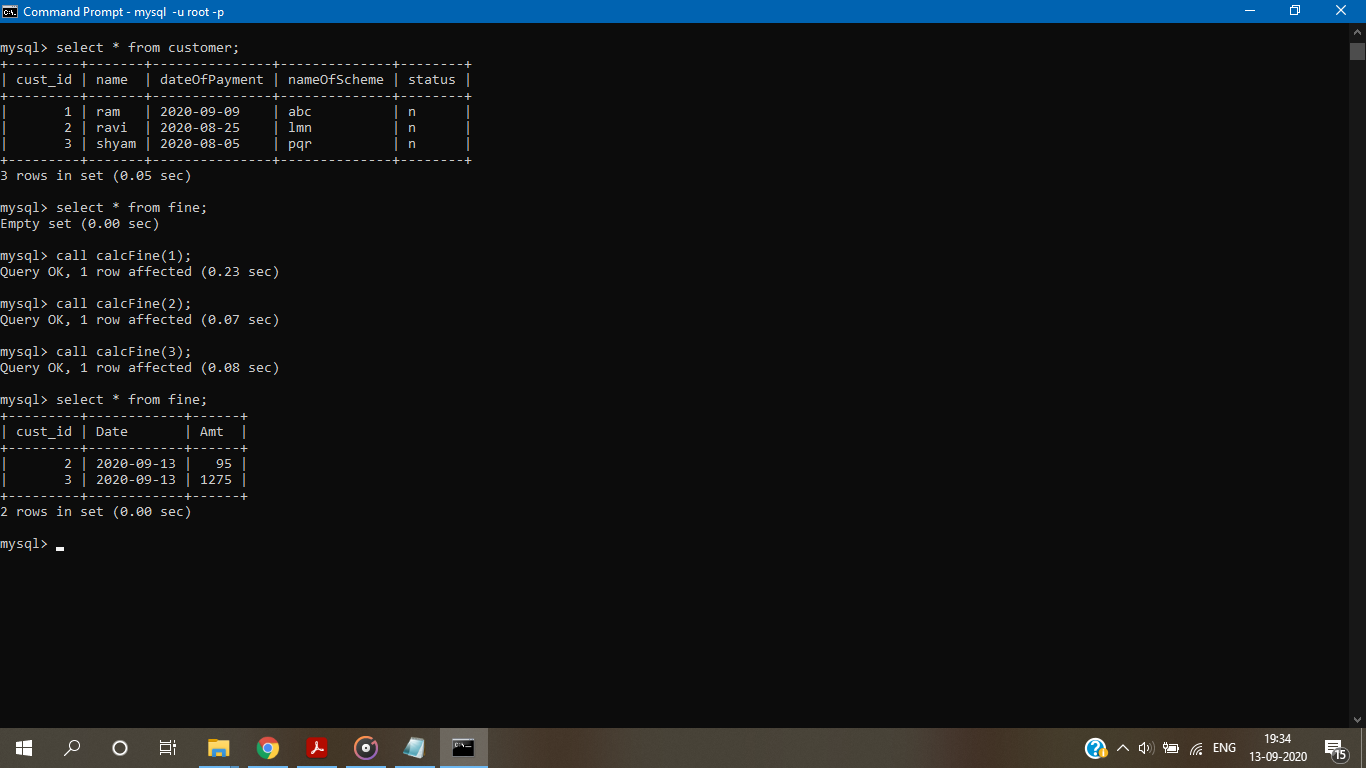 Command Prompt - mysql  -u root -p
mysql> select * from customer;
+---------+-------+---------------+--------------+--------+
| cust_id | name  | dateOfPayment | nameOfScheme | status |
+---------+-------+---------------+--------------+--------+
|       1 | ram   | 2020-09-09    | abc          | n      |
|       2 | ravi  | 2020-08-25    | lmn          | n      |
|       3 | shyam | 2020-08-05    | pqr          | n      |
+---------+-------+---------------+--------------+--------+
3 rows in set (0.05 sec)
mysql> select * from fine;
Empty set (0.00 sec)
mysql> call calcFine(1);
Query OK, 1 row affected (0.23 sec)
mysql> call calcFine(2);
Query OK, 1 row affected (0.07 sec)
mysql> call calcFine(3);
Query OK, 1 row affected (0.08 sec)
mysql> select * from fine;
+---------+------------+------+
| cust_id | Date       | Amt  |
+---------+------------+------+
|       2 | 2020-09-13 |   95 |
|       3 | 2020-09-13 | 1275 |
+---------+------------+------+
2 rows in set (0.00 sec)
mysql>
ENG
19:34
13-09-2020
15